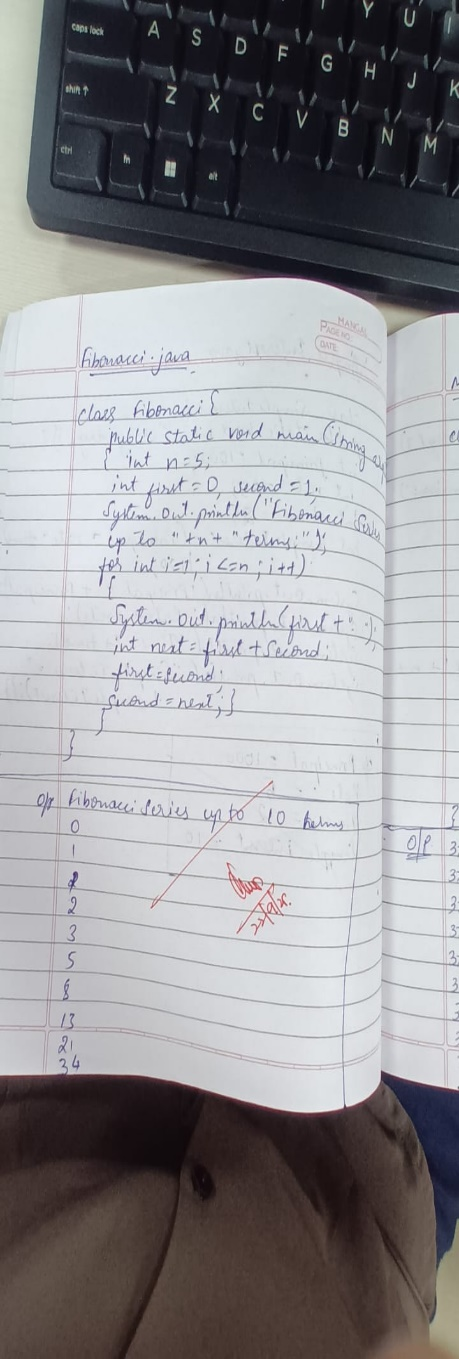 Y U I
caps lock A S D F G H J K
shift ↑ Z X C V B N M
ctrl fn alt
PAGE NO.
DATE:
Fibonacci.java
class Fibonacci {
public static void main (String
{ int n=5;
int first = 0, second = 1;
System.out.println("Fibonacci Series
up to "+n+ "terms:");
for int i=1; i<=n; i++)
{
System.out.println(first +" ");
int next = first + second;
first=second;
second=next; }
}
}
o/p Fibonacci Series up to 10 terms
0
1
2
3
5
8
13
21
34
}
O/P